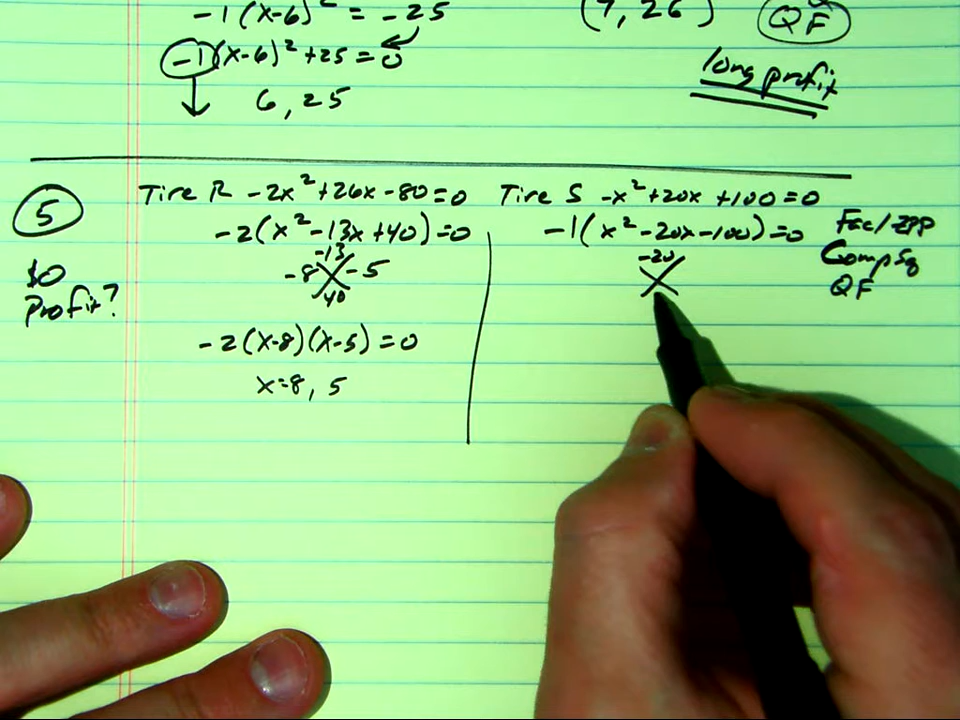 -1(x-6)² = -25
(7, 26)
QF
-1(x-6)² +25=0
long profit
6, 25
5
Tire R -2x²+26x-80=0
Tire S -x²+20x+100=0
-2(x²-13x+40)=0
-1(x²-20x-100)=0
Fac/ZPP
Comp Sq
QF
$0
Profit?
-13
-8 -5
40
-20
-2(x-8)(x-5)=0
x=8, 5